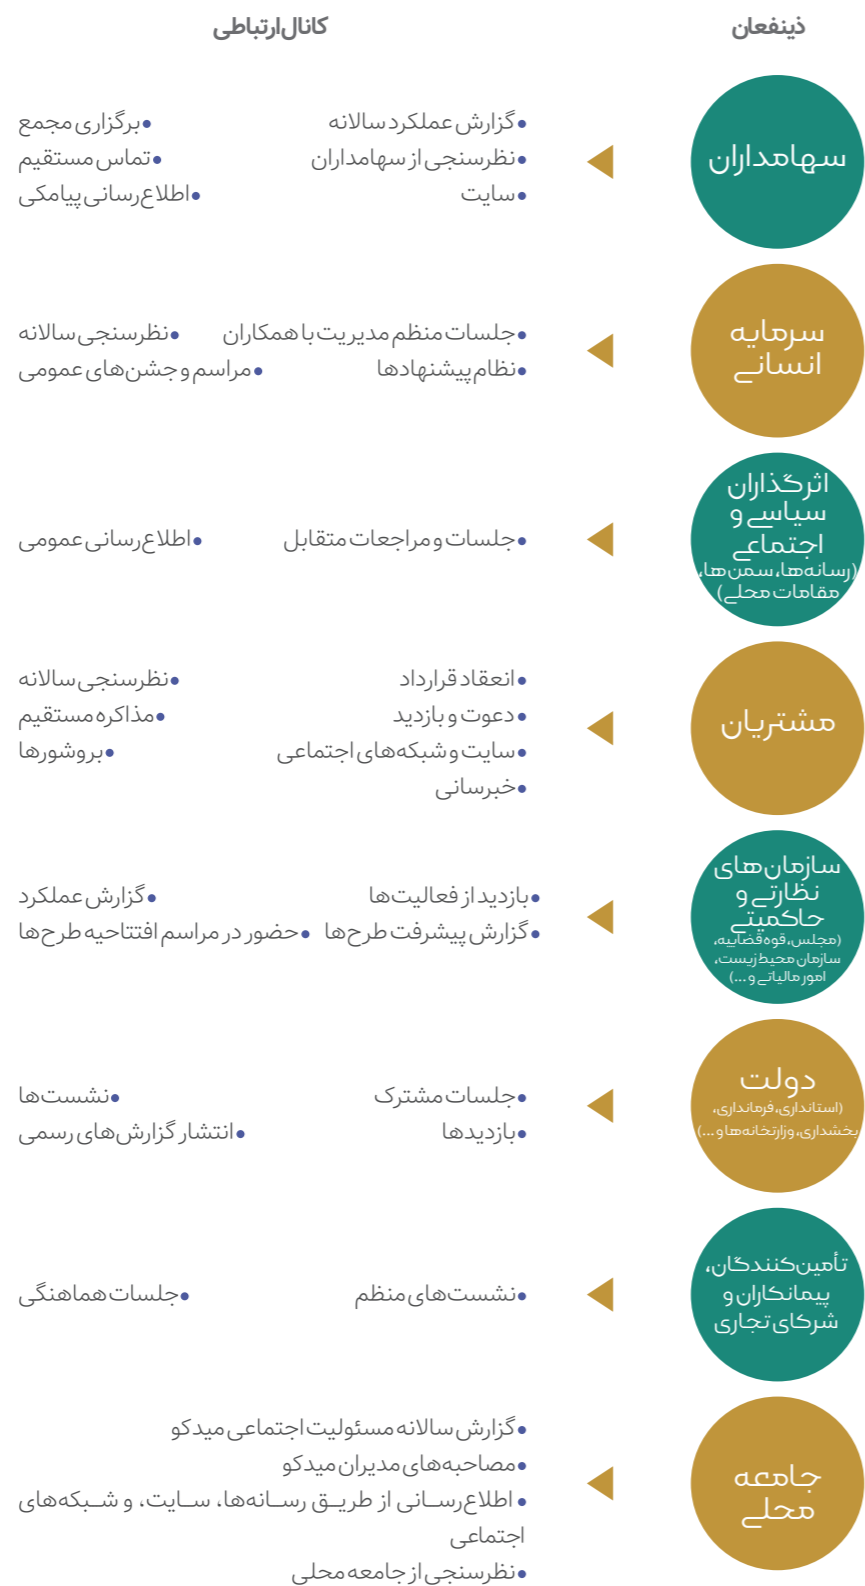 ذینفعان
کانال ارتباطی
سهامداران
• گزارش عملکرد سالانه
• برگزاری مجمع
• نظرسنجی از سهامداران
• تماس مستقیم
• سایت
• اطلاع‌رسانی پیامکی
سرمایه
انسانی
• جلسات منظم مدیریت با همکاران
• نظرسنجی سالانه
• نظام پیشنهادها
• مراسم و جشن‌های عمومی
اثرگذاران
سیاسی و
اجتماعی
(رسانه‌ها، سمن‌ها،
مقامات محلی)
• جلسات و مراجعات متقابل
• اطلاع‌رسانی عمومی
مشتریان
• انعقاد قرارداد
• نظرسنجی سالانه
• دعوت و بازدید
• مذاکره مستقیم
• سایت و شبکه‌های اجتماعی
• بروشورها
• خبرسانی
سازمان‌های
نظارتی و
حاکمیتی
(مجلس، قوه قضاییه،
سازمان محیط زیست،
امور مالیاتی و ...)
• بازدید از فعالیت‌ها
• گزارش عملکرد
• گزارش پیشرفت طرح‌ها
• حضور در مراسم افتتاحیه طرح‌ها
دولت
(استانداری، فرمانداری،
بخشداری، وزارتخانه‌ها و ...)
• جلسات مشترک
• نشست‌ها
• بازدیدها
• انتشار گزارش‌های رسمی
تأمین‌کنندگان،
پیمانکاران و
شرکای تجاری
• نشست‌های منظم
• جلسات هماهنگی
جامعه
محلی
• گزارش سالانه مسئولیت اجتماعی میدکو
• مصاحبه‌های مدیران میدکو
• اطلاع‌رسـانی از طریـق رسـانه‌ها، سـایت، و شـبکه‌های
اجتماعی
• نظرسنجی از جامعه محلی